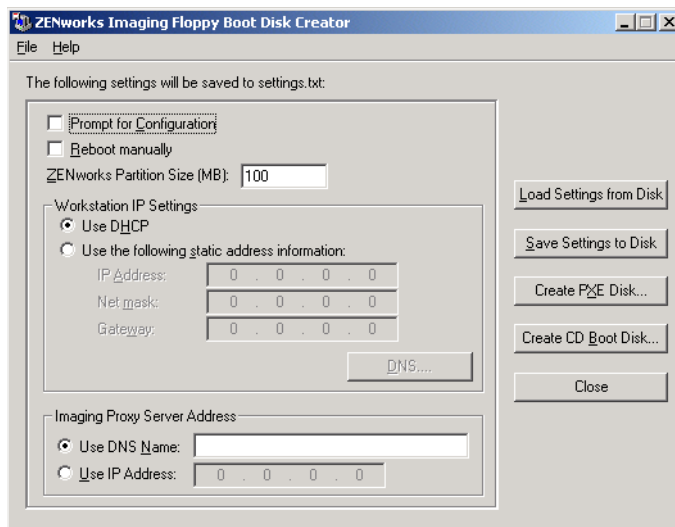 ZENworks Imaging Floppy Boot Disk Creator
File Help
The following settings will be saved to settings.txt:
Prompt for Configuration
Reboot manually
ZENworks Partition Size (MB): 100
Workstation IP Settings
Use DHCP
Use the following static address information:
IP Address: 0 . 0 . 0 . 0
Net mask: 0 . 0 . 0 . 0
Gateway: 0 . 0 . 0 . 0
DNS....
Imaging Proxy Server Address
Use DNS Name:
Use IP Address: 0 . 0 . 0 . 0
Load Settings from Disk
Save Settings to Disk
Create PXE Disk...
Create CD Boot Disk...
Close